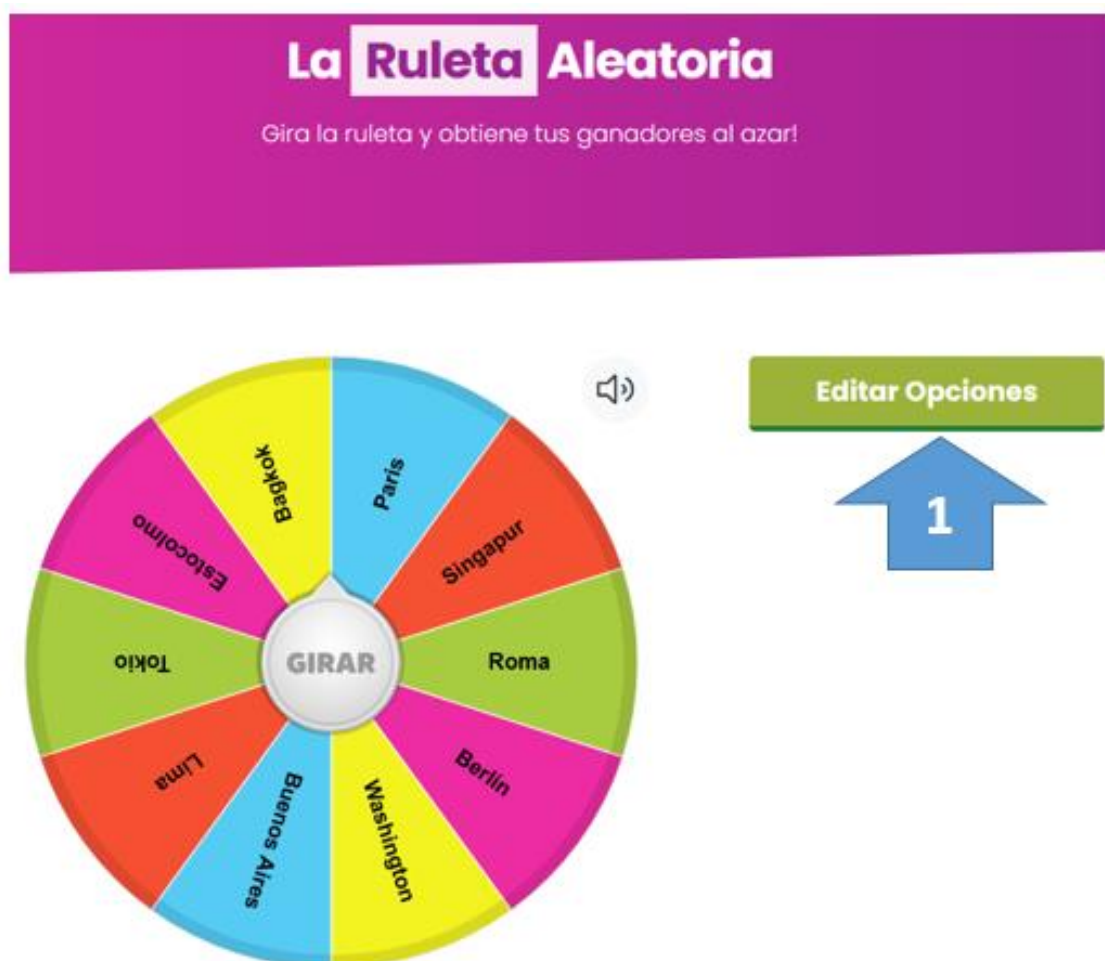 La Ruleta Aleatoria
Gira la ruleta y obtiene tus ganadores al azar!
Editar Opciones
1
Paris
Singapur
Roma
Berlín
Washington
Buenos Aires
Lima
Tokio
Estocolmo
Bagkok
GIRAR